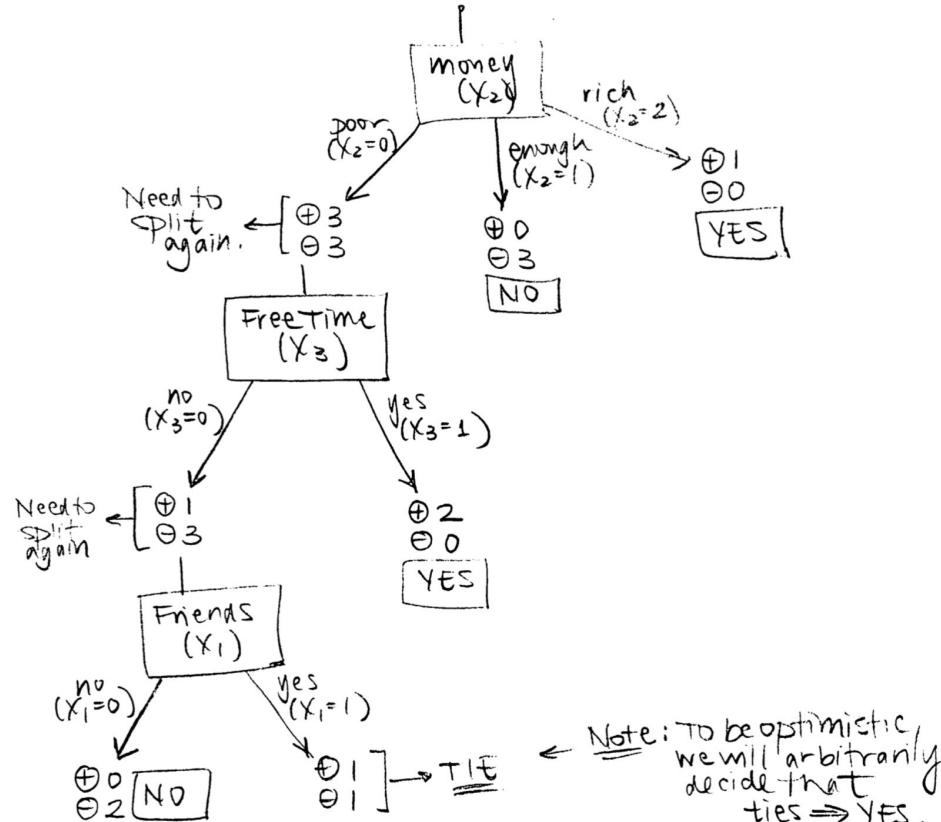 money
(X₂)
poor
(X₂=0)
enough
(X₂=1)
rich
(X₂=2)
⊕ 1
⊖ 0
YES
⊕ 0
⊖ 3
NO
Need to
split
again.
⊕ 3
⊖ 3
Free Time
(X₃)
no
(X₃=0)
yes
(X₃=1)
Need to
split
again
⊕ 1
⊖ 3
⊕ 2
⊖ 0
YES
Friends
(X₁)
no
(X₁=0)
yes
(X₁=1)
⊕ 0
⊖ 2
NO
⊕ 1
⊖ 1
TIE
Note: To be optimistic,
we will arbitrarily
decide that
ties ⇒ YES.